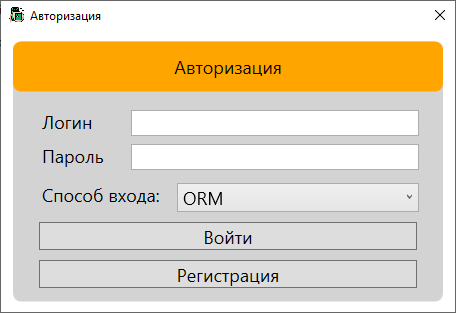 Авторизация
Авторизация
Логин
Пароль
Способ входа: ORM
Войти
Регистрация